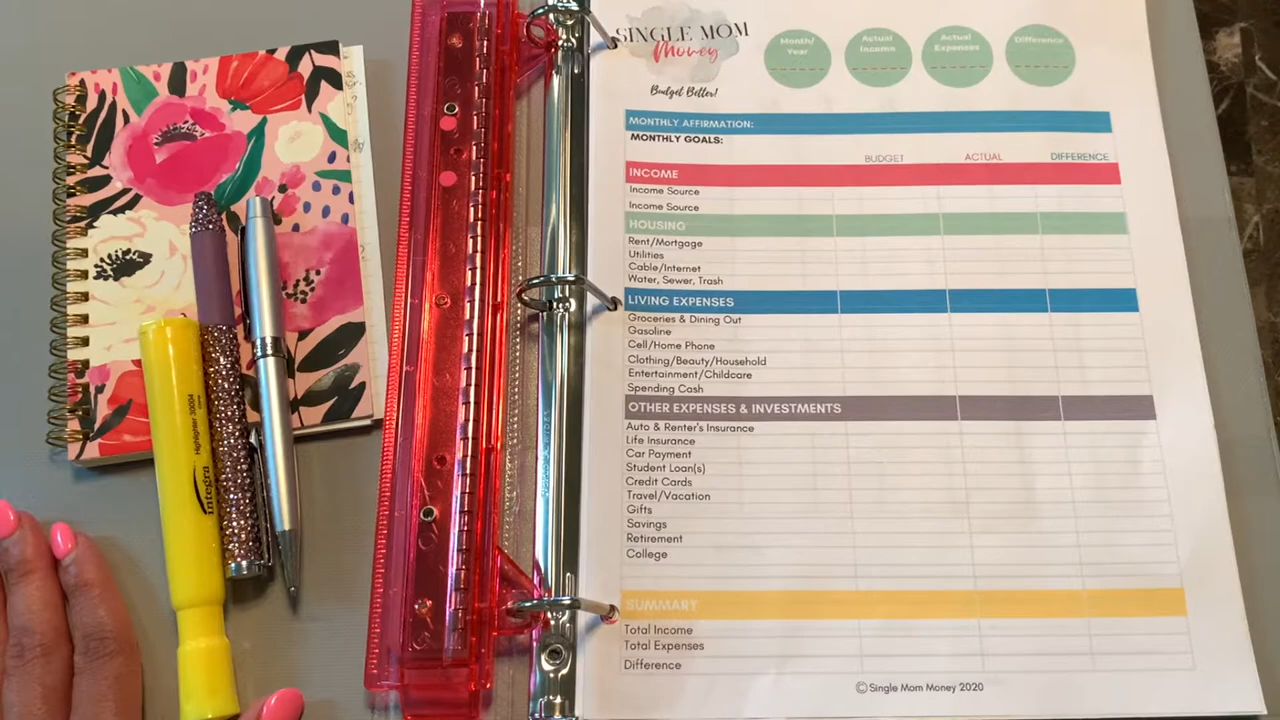 SINGLE MOM
Money
Budget Better!
Month/
Year
Actual
Income
Actual
Expenses
Difference
MONTHLY AFFIRMATION:
MONTHLY GOALS:
BUDGET ACTUAL DIFFERENCE
INCOME
Income Source
Income Source
HOUSING
Rent/Mortgage
Utilities
Cable/Internet
Water, Sewer, Trash
LIVING EXPENSES
Groceries & Dining Out
Gasoline
Cell/Home Phone
Clothing/Beauty/Household
Entertainment/Childcare
Spending Cash
OTHER EXPENSES & INVESTMENTS
Auto & Renter's Insurance
Life Insurance
Car Payment
Student Loan(s)
Credit Cards
Travel/Vacation
Gifts
Savings
Retirement
College
SUMMARY
Total Income
Total Expenses
Difference
©Single Mom Money 2020
integra
Highlighter 30004